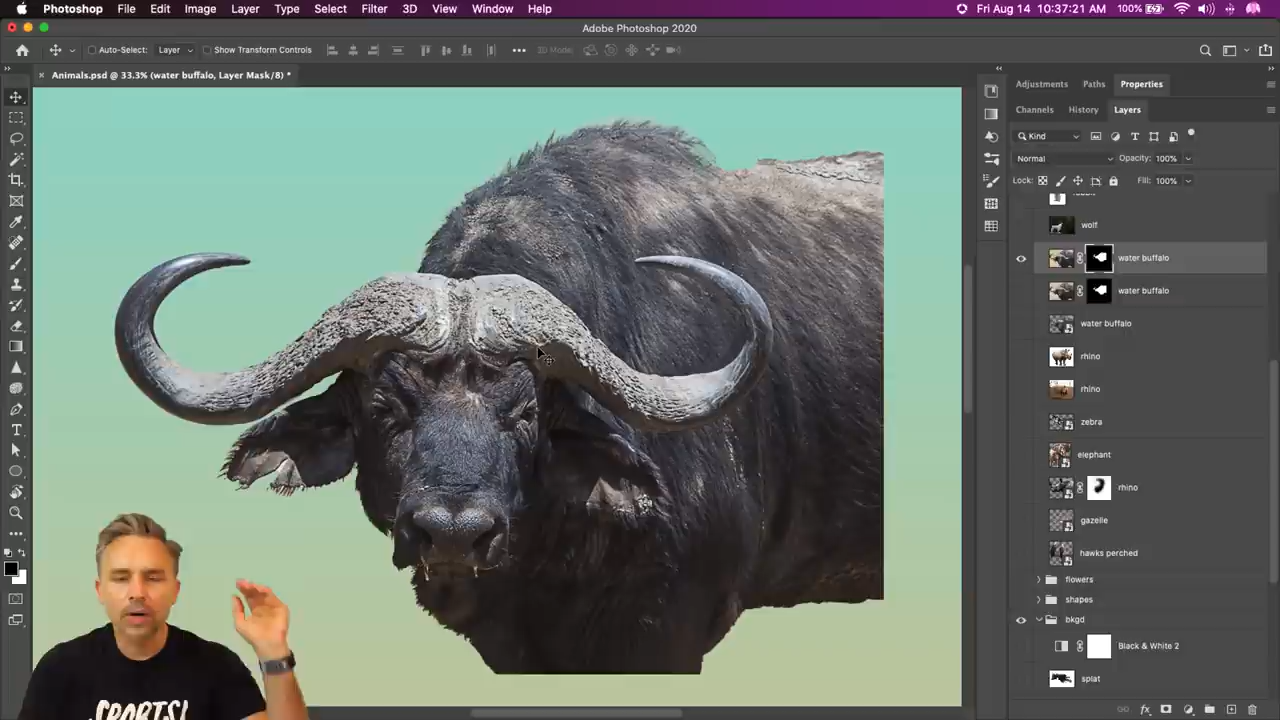 Photoshop File Edit Image Layer Type Select Filter 3D View Window Help 100% Fri Aug 14 10:37:21 AM
Adobe Photoshop 2020
Auto-Select: Layer Show Transform Controls 3D Mode:
Animals.psd @ 33.3% (water buffalo, Layer Mask/8) *
Adjustments Paths Properties
Channels History Layers
Kind
Normal Opacity: 100%
Lock: Fill: 100%
wolf
water buffalo
water buffalo
water buffalo
rhino
rhino
zebra
elephant
rhino
gazelle
hawks perched
flowers
shapes
bkgd
Black & White 2
splat
SPORTS!